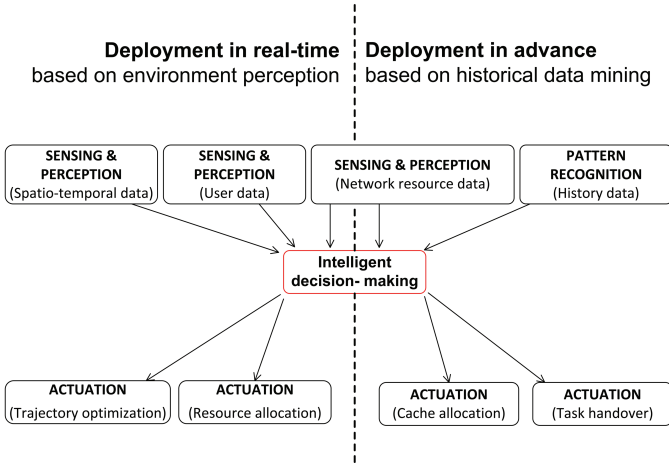 Deployment in real-time
based on environment perception
Deployment in advance
based on historical data mining
SENSING &
PERCEPTION
(Spatio-temporal data)
SENSING &
PERCEPTION
(User data)
SENSING & PERCEPTION
(Network resource data)
PATTERN
RECOGNITION
(History data)
Intelligent
decision- making
ACTUATION
(Trajectory optimization)
ACTUATION
(Resource allocation)
ACTUATION
(Cache allocation)
ACTUATION
(Task handover)